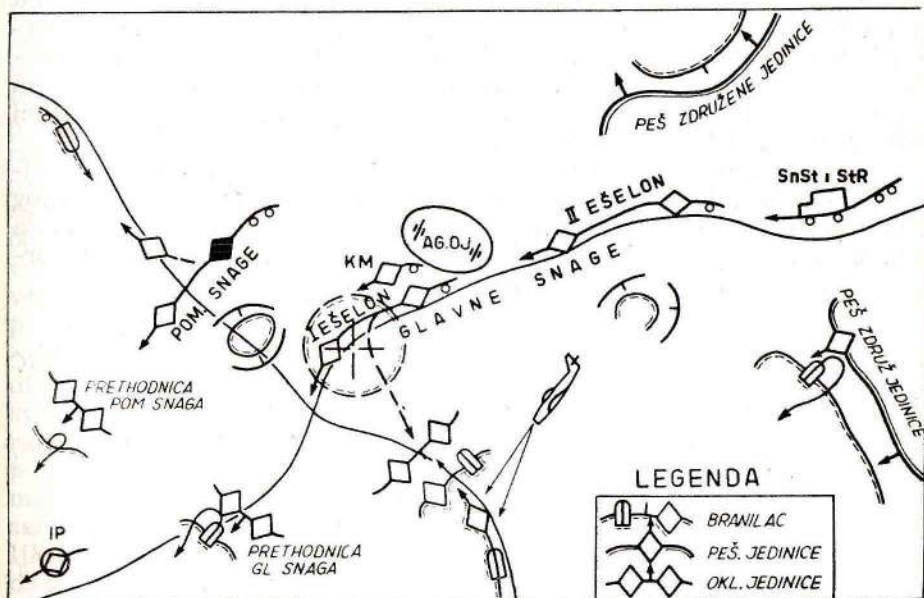 PEŠ ZDRUŽENE JEDINICE
SnSt i StR
II EŠELON
AG.DJ.
KM
POM. SNAGE
I EŠELON
GLAVNE SNAGE
PEŠ ZDRUŽ JEDINICE
PRETHODNICA
POM SNAGA
LEGENDA
BRANILAC
PEŠ. JEDINICE
OKL. JEDINICE
IP
PRETHODNICA
GL SNAGA